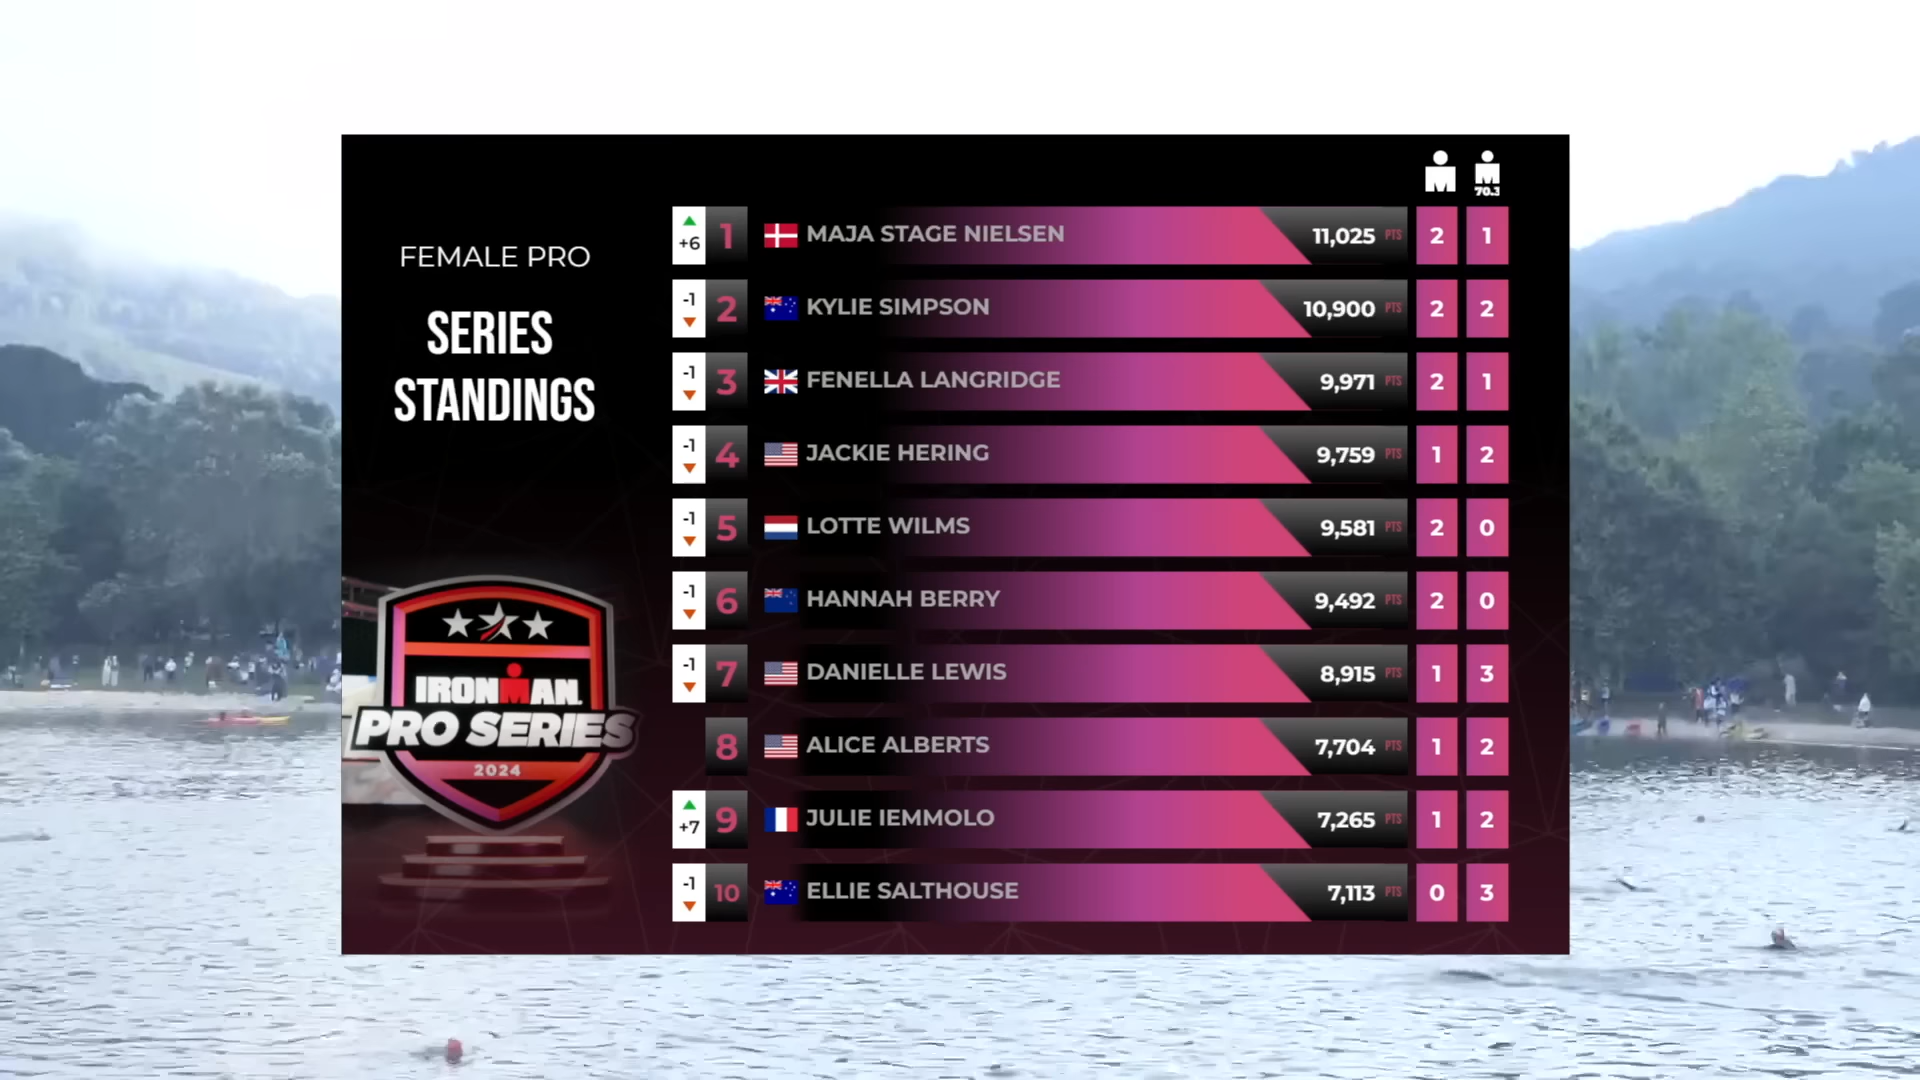 70.3
FEMALE PRO
SERIES
STANDINGS
+6 1 MAJA STAGE NIELSEN 11,025 PTS 2 1
-1 2 KYLIE SIMPSON 10,900 PTS 2 2
-1 3 FENELLA LANGRIDGE 9,971 PTS 2 1
-1 4 JACKIE HERING 9,759 PTS 1 2
-1 5 LOTTE WILMS 9,581 PTS 2 0
-1 6 HANNAH BERRY 9,492 PTS 2 0
-1 7 DANIELLE LEWIS 8,915 PTS 1 3
8 ALICE ALBERTS 7,704 PTS 1 2
+7 9 JULIE IEMMOLO 7,265 PTS 1 2
-1 10 ELLIE SALTHOUSE 7,113 PTS 0 3
IRONMAN
PRO SERIES
2024